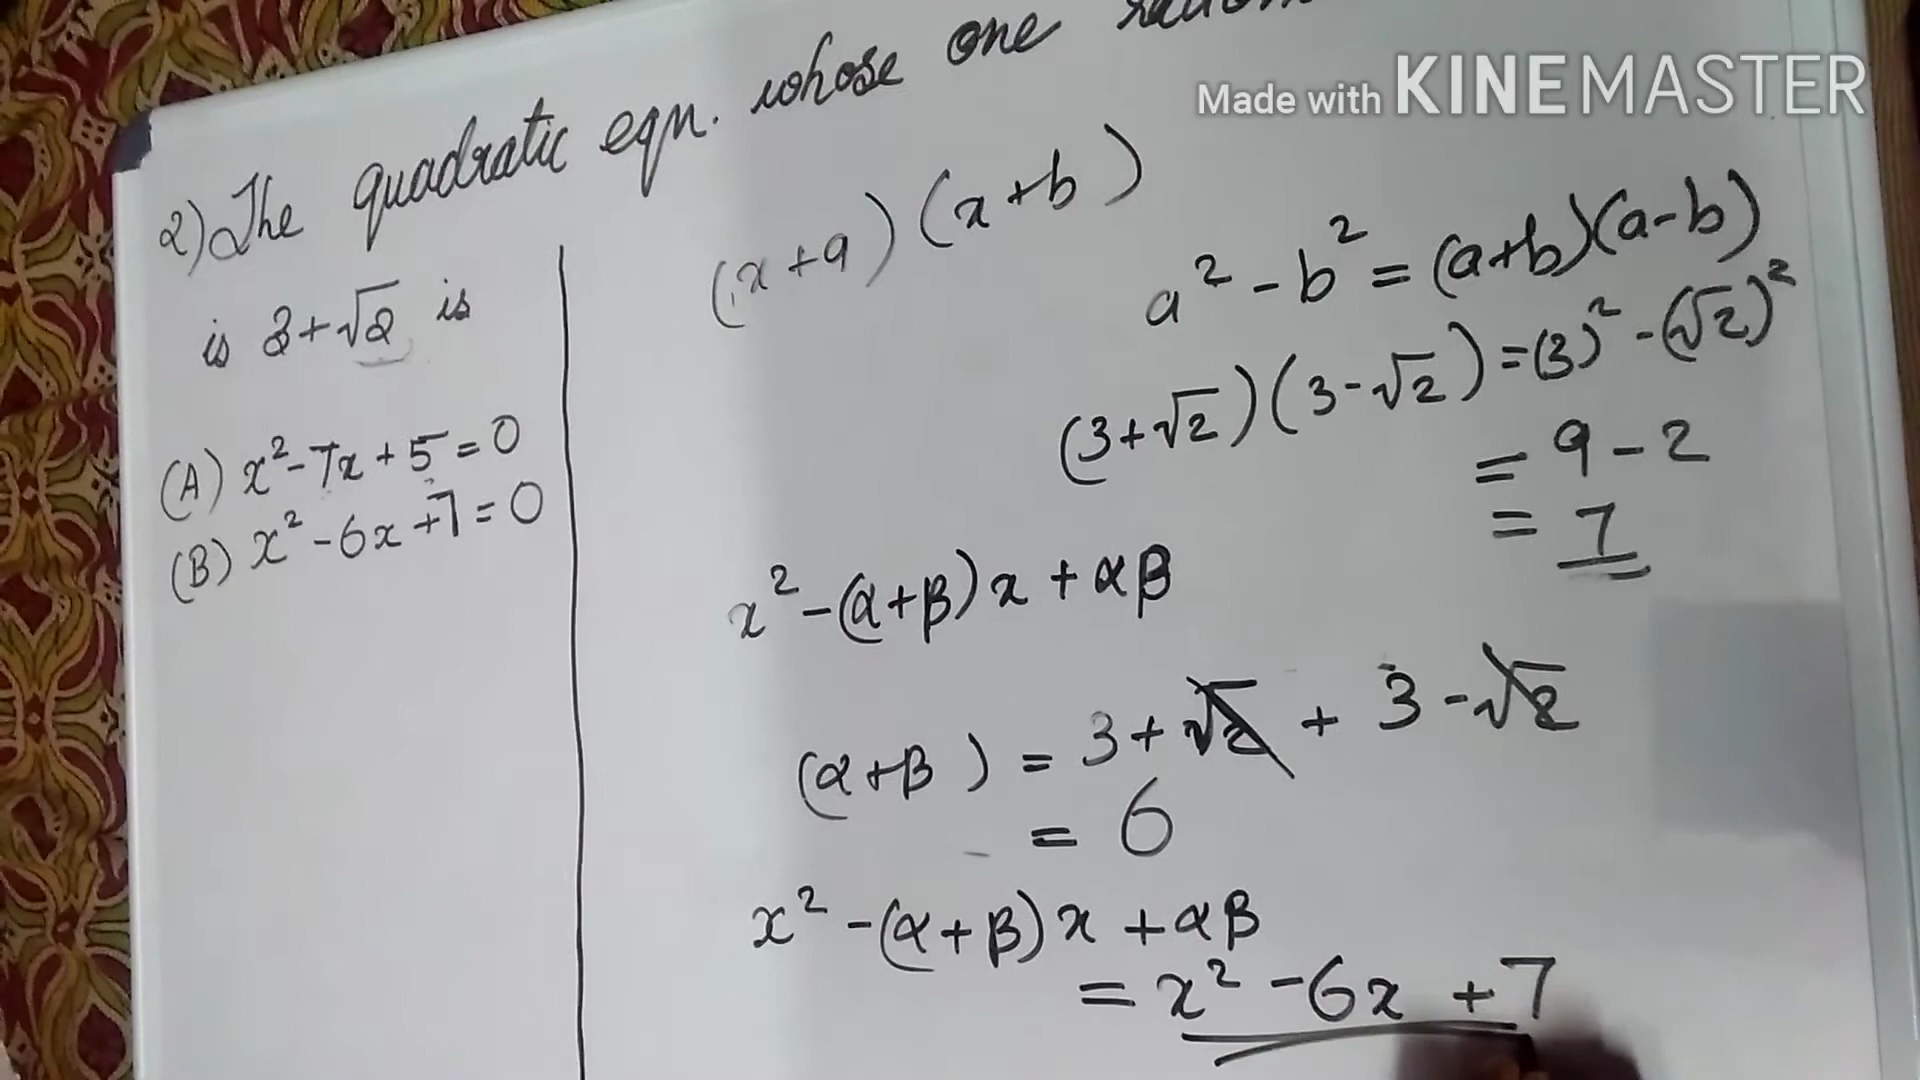 Made with KINEMASTER
2) The quadratic eqn. whose one
is 3+√2 is
(A) x²-7x+5=0
(B) x²-6x+7=0
(x+a)(x+b)
a²-b²=(a+b)(a-b)
(3+√2)(3-√2)=(3)²-(√2)²
=9-2
=7
x²-(α+β)x+αβ
(α+β)=3+√2+3-√2
=6
x²-(α+β)x+αβ
=x²-6x+7